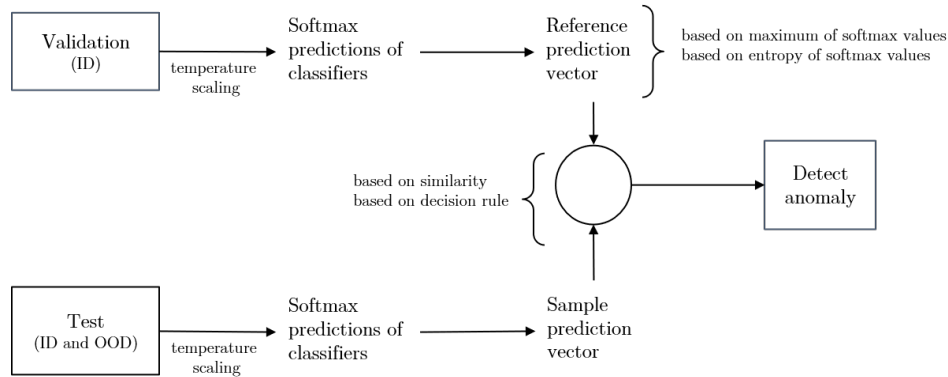 Validation
(ID)
temperature
scaling
Softmax
predictions of
classifiers
Reference
prediction
vector
based on maximum of softmax values
based on entropy of softmax values
based on similarity
based on decision rule
Detect
anomaly
Test
(ID and OOD)
temperature
scaling
Softmax
predictions of
classifiers
Sample
prediction
vector